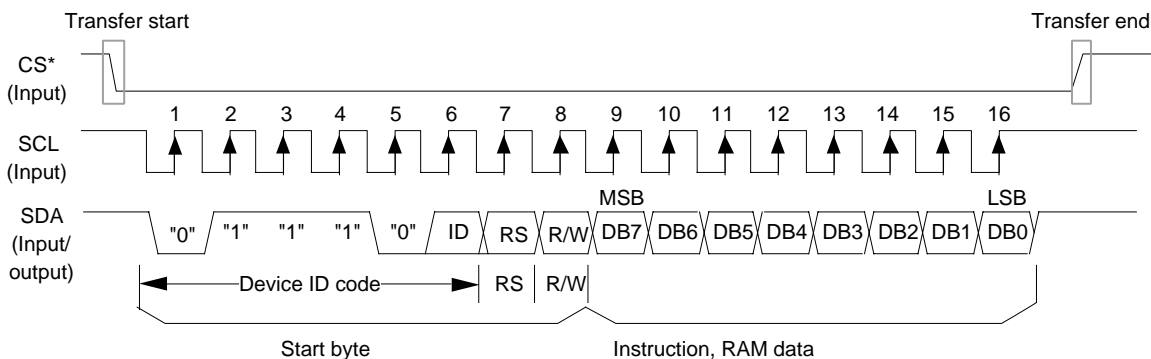 Transfer start Transfer end
CS*
(Input)
1 2 3 4 5 6 7 8 9 10 11 12 13 14 15 16
SCL
(Input)
MSB LSB
SDA
(Input/
output)
"0" "1" "1" "1" "0" ID RS R/W DB7 DB6 DB5 DB4 DB3 DB2 DB1 DB0
Device ID code RS R/W
Start byte Instruction, RAM data